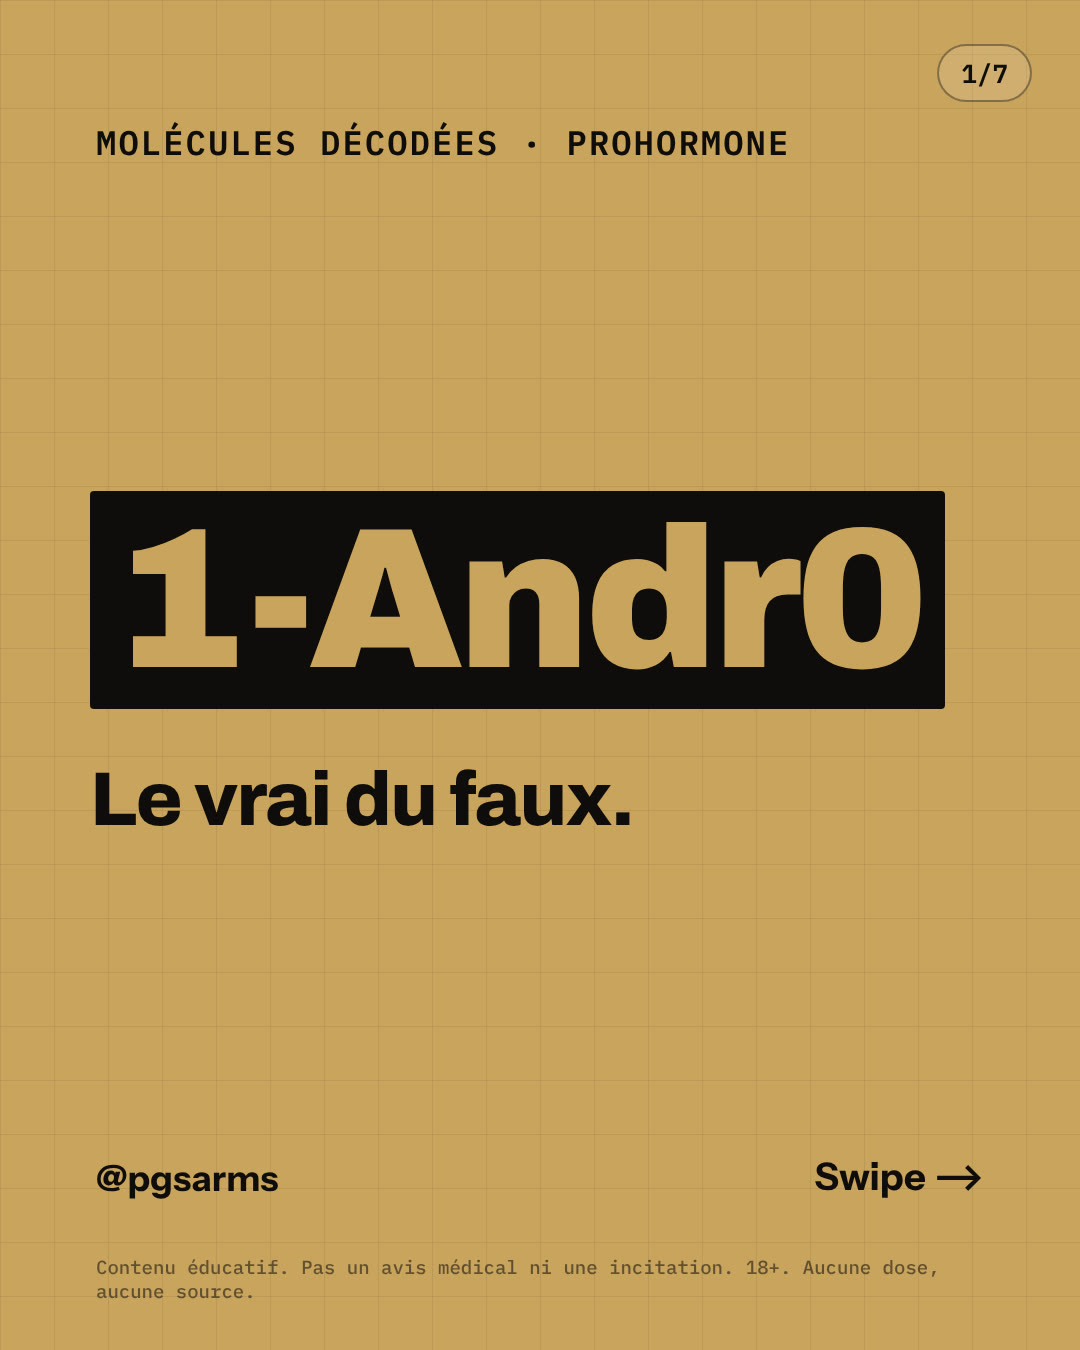 1/7
MOLÉCULES DÉCODÉES · PROHORMONE
1-Andr0
Le vrai du faux.
@pgsarms
Swipe →
Contenu éducatif. Pas un avis médical ni une incitation. 18+. Aucune dose,
aucune source.